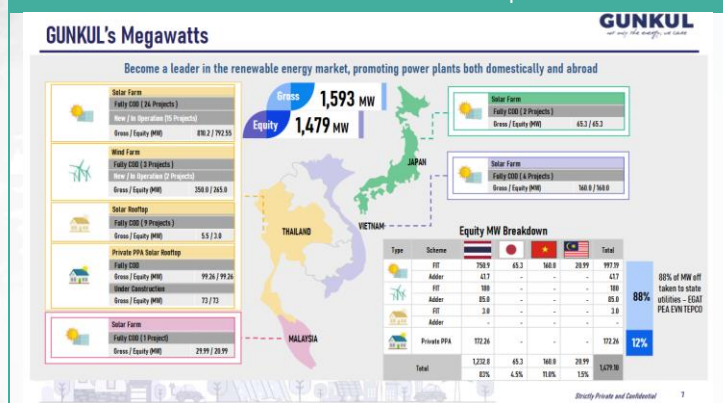 GUNKUL's Megawatts
GUNKUL
not only the energy, we care
Become a leader in the renewable energy market, promoting power plants both domestically and abroad
Gross 1,593 MW
Equity 1,479 MW
Solar Farm
Fully COD (26 Projects)
New / In Operation (15 Projects)
Gross / Equity (MW) 810.2 / 792.55
Wind Farm
Fully COD (3 Projects)
New / In Operation (2 Projects)
Gross / Equity (MW) 350.0 / 265.0
Solar Rooftop
Fully COD (9 Projects)
Gross / Equity (MW) 5.5 / 3.0
Private PPA Solar Rooftop
Fully COD
Gross / Equity (MW) 99.26 / 99.26
Under Construction
Gross / Equity (MW) 73 / 73
Solar Farm
Fully COD (1 Project)
Gross / Equity (MW) 29.99 / 20.99
THAILAND
VIETNAM
MALAYSIA
JAPAN
Solar Farm
Gross / Equity (MW) 65.3 / 65.3
Solar Farm
Fully COD (4 Projects)
Gross / Equity (MW) 160.0 / 160.0
Equity MW Breakdown
Type Scheme Total
FIT 750.9 65.3 160.0 20.99 997.19
Adder 41.7 - - - 41.7
FIT 180 - - - 180
Adder 85.0 - - - 85.0
FIT 3.0 - - - 3.0
Adder - - - - -
Private PPA 172.26 - - - 172.26
Total 1,232.8 65.3 160.0 20.99 1,479.10
83% 4.5% 11.0% 1.5%
88%
12%
88% of MW off
taken to state
utilities – EGAT
PEA EVN TEPCO
Strictly Private and Confidential 7